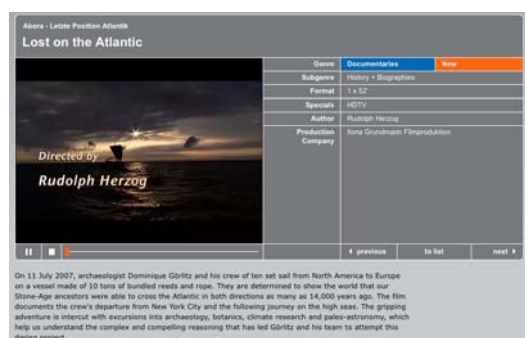 Abora - Letzte Position Atlantik
Lost on the Atlantic
Genre Documentaries New
Subgenre History + Biographies
Format 1 x 52'
Specials HDTV
Author Rudolph Herzog
Production Company Ilona Grundmann Filmproduktion
Directed by
Rudolph Herzog
previous to list next
On 11 July 2007, archaeologist Dominique Görlitz and his crew of ten set sail from North America to Europe
on a vessel made of 10 tons of bundled reeds and rope. They are determined to show the world that our
Stone-Age ancestors were able to cross the Atlantic in both directions as many as 14,000 years ago. The film
documents the crew's departure from New York City and the following journey on the high seas. The gripping
adventure is intercut with excursions into archaeology, botanics, climate research and paleo-astronomy, which
help us understand the complex and compelling reasoning that has led Görlitz and his team to attempt this
daring project.